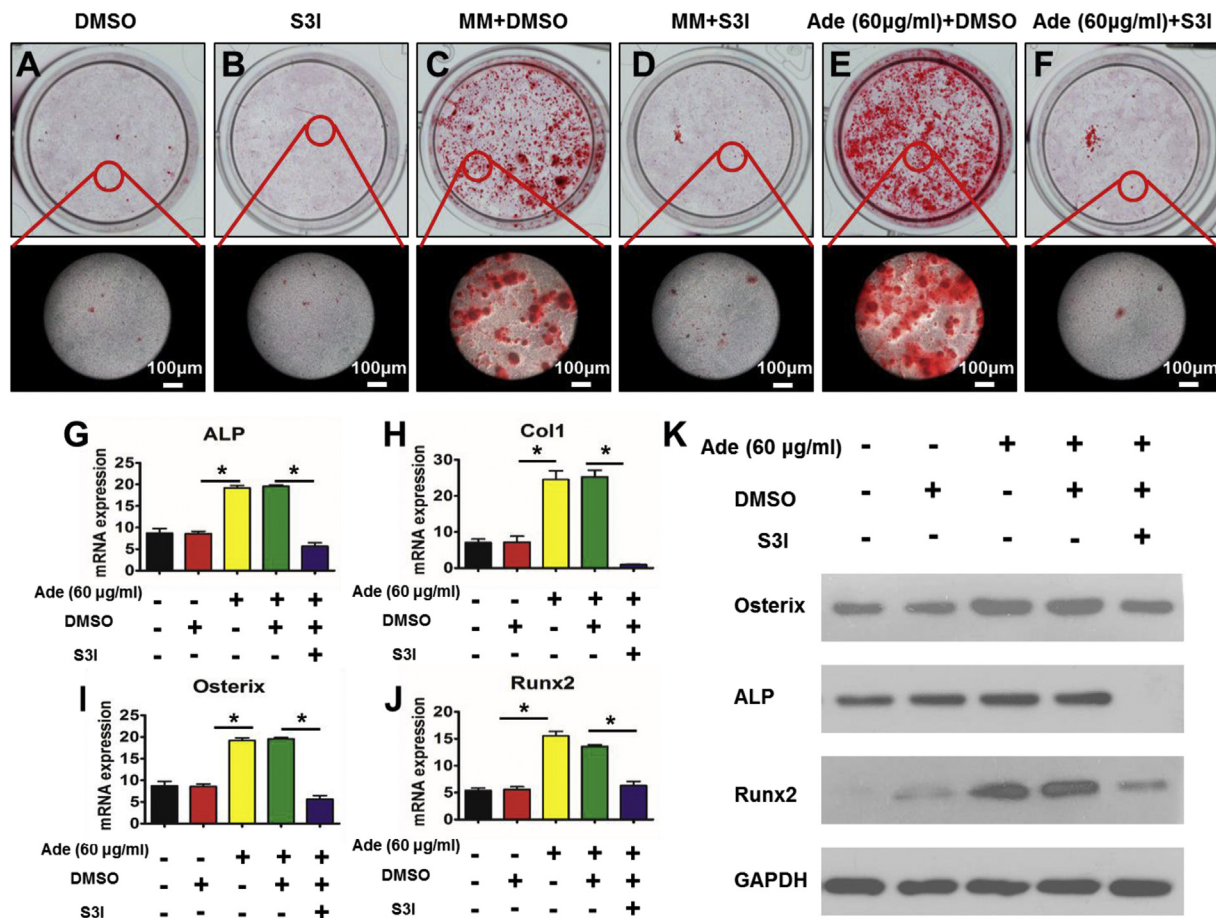 DMSO S3I MM+DMSO MM+S3I Ade (60µg/ml)+DMSO Ade (60µg/ml)+S3I
A B C D E F
100µm 100µm 100µm 100µm 100µm 100µm
G
ALP
mRNA expression
25
20
15
10
5
0
* *
Ade (60 µg/ml) - - + + +
DMSO - + - + +
S3I - - - - +
H
Col1
mRNA expression
30
20
10
0
* *
Ade (60 µg/ml) - - + + +
DMSO - + - + +
S3I - - - - +
I
Osterix
mRNA expression
25
20
15
10
5
0
* *
Ade (60 µg/ml) - - + + +
DMSO - + - + +
S3I - - - - +
J
Runx2
mRNA expression
20
15
10
5
0
* *
Ade (60 µg/ml) - - + + +
DMSO - + - + +
S3I - - - - +
K
Ade (60 µg/ml) - - + + +
DMSO - + - + +
S3I - - - - +
Osterix
ALP
Runx2
GAPDH